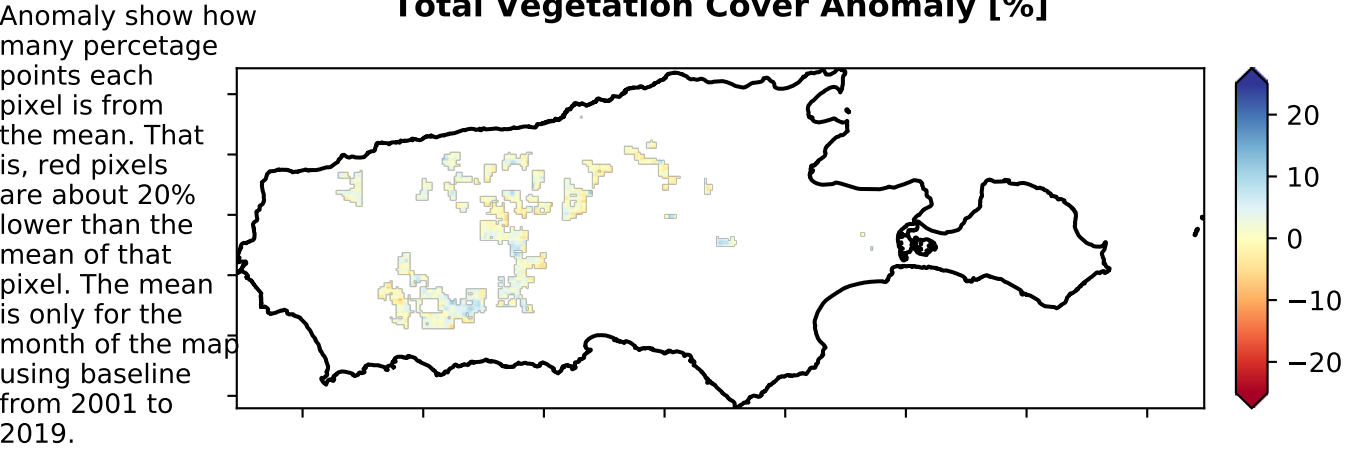 Total Vegetation Cover Anomaly [%]
Anomaly show how
many percetage
points each
pixel is from
the mean. That
is, red pixels
are about 20%
lower than the
mean of that
pixel. The mean
is only for the
month of the map
using baseline
from 2001 to
2019.
20
10
0
−10
−20